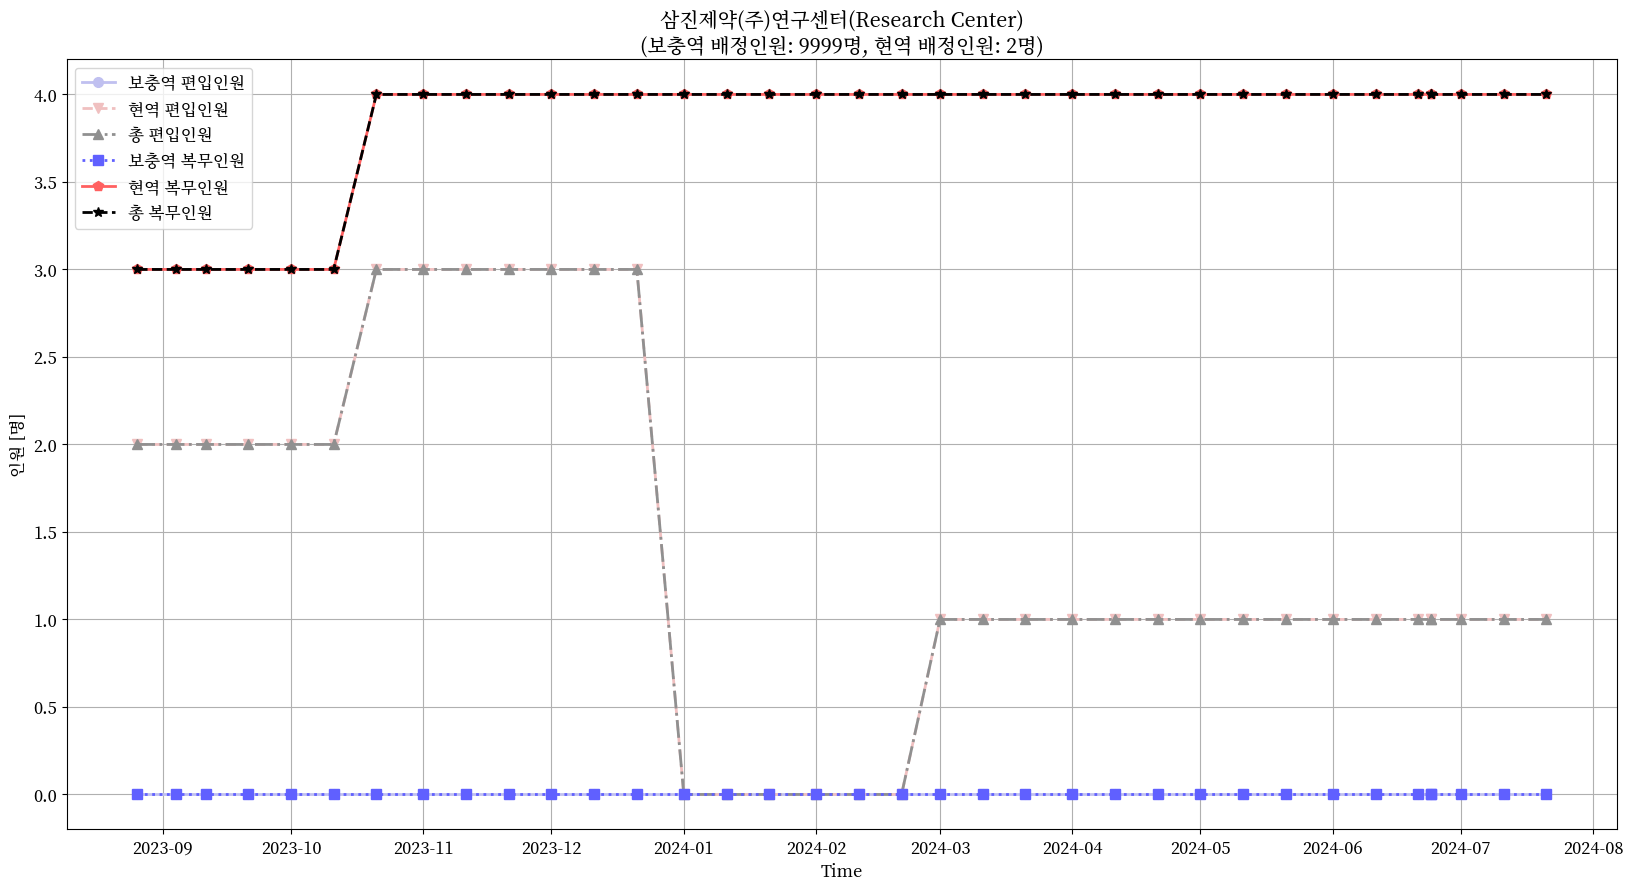 삼진제약(주)연구센터(Research Center)
(보충역 배정인원: 9999명, 현역 배정인원: 2명)
보충역 편입인원
현역 편입인원
총 편입인원
보충역 복무인원
현역 복무인원
총 복무인원
4.0
3.5
3.0
2.5
2.0
1.5
1.0
0.5
0.0
인원 [명]
2023-09
2023-10
2023-11
2023-12
2024-01
2024-02
2024-03
2024-04
2024-05
2024-06
2024-07
2024-08
Time